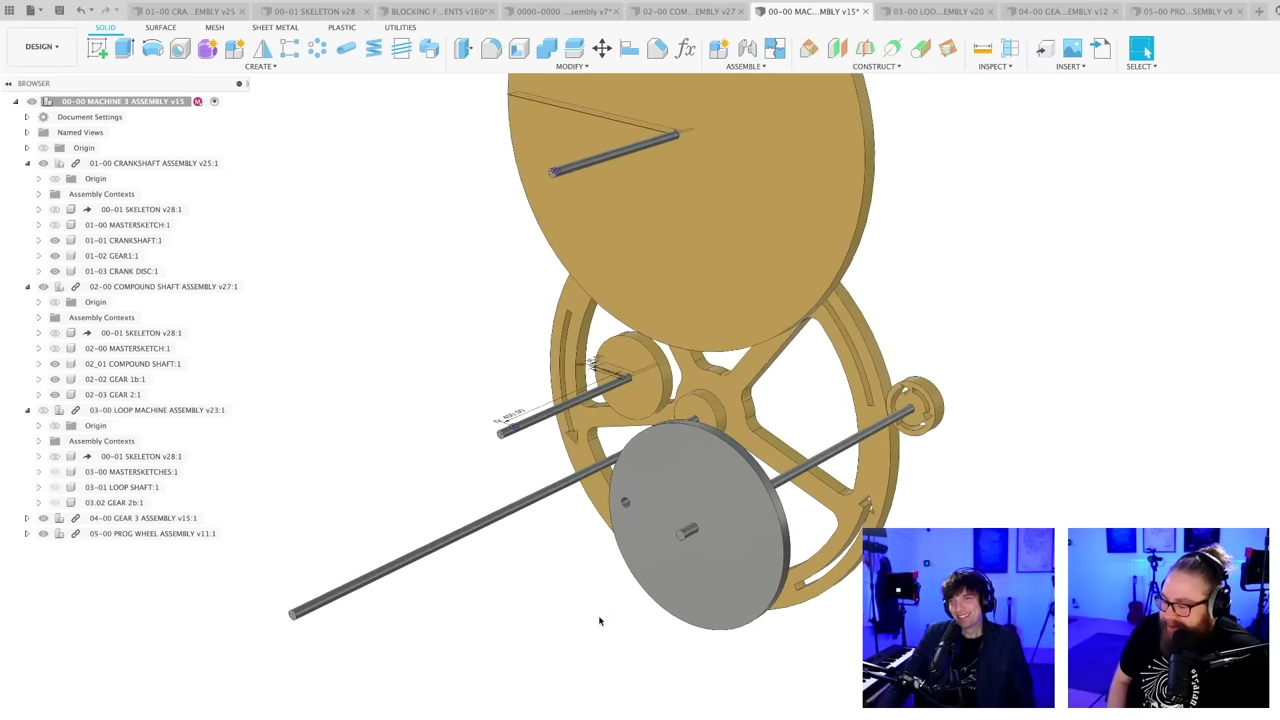 01-00 CRA...EMBLY v25
00-01 SKELETON v28
BLOCKING F...ENTS v160*
0000-0000 ...sembly v7*
02-00 COM...EMBLY v27
00-00 MAC...MBLY v15*
03-00 LOO...EMBLY v20
04-00 GEA...EMBLY v12
05-00 PRO...SEMBLY v9
SOLID
SURFACE
MESH
SHEET METAL
PLASTIC
UTILITIES
DESIGN
CREATE
MODIFY
ASSEMBLE
CONSTRUCT
INSPECT
INSERT
SELECT
BROWSER
00-00 MACHINE 3 ASSEMBLY v15
Document Settings
Named Views
Origin
01-00 CRANKSHAFT ASSEMBLY v25:1
Origin
Assembly Contexts
00-01 SKELETON v28:1
01-00 MASTERSKETCH:1
01-01 CRANKSHAFT:1
01-02 GEAR1:1
01-03 CRANK DISC:1
02-00 COMPOUND SHAFT ASSEMBLY v27:1
Origin
Assembly Contexts
00-01 SKELETON v28:1
02-00 MASTERSKETCH:1
02_01 COMPOUND SHAFT:1
02-02 GEAR 1b:1
02-03 GEAR 2:1
03-00 LOOP MACHINE ASSEMBLY v23:1
Origin
Assembly Contexts
00-01 SKELETON v28:1
03-00 MASTERSKETCHES:1
03-01 LOOP SHAFT:1
03.02 GEAR 2b:1
04-00 GEAR 3 ASSEMBLY v15:1
05-00 PROG WHEEL ASSEMBLY v11:1